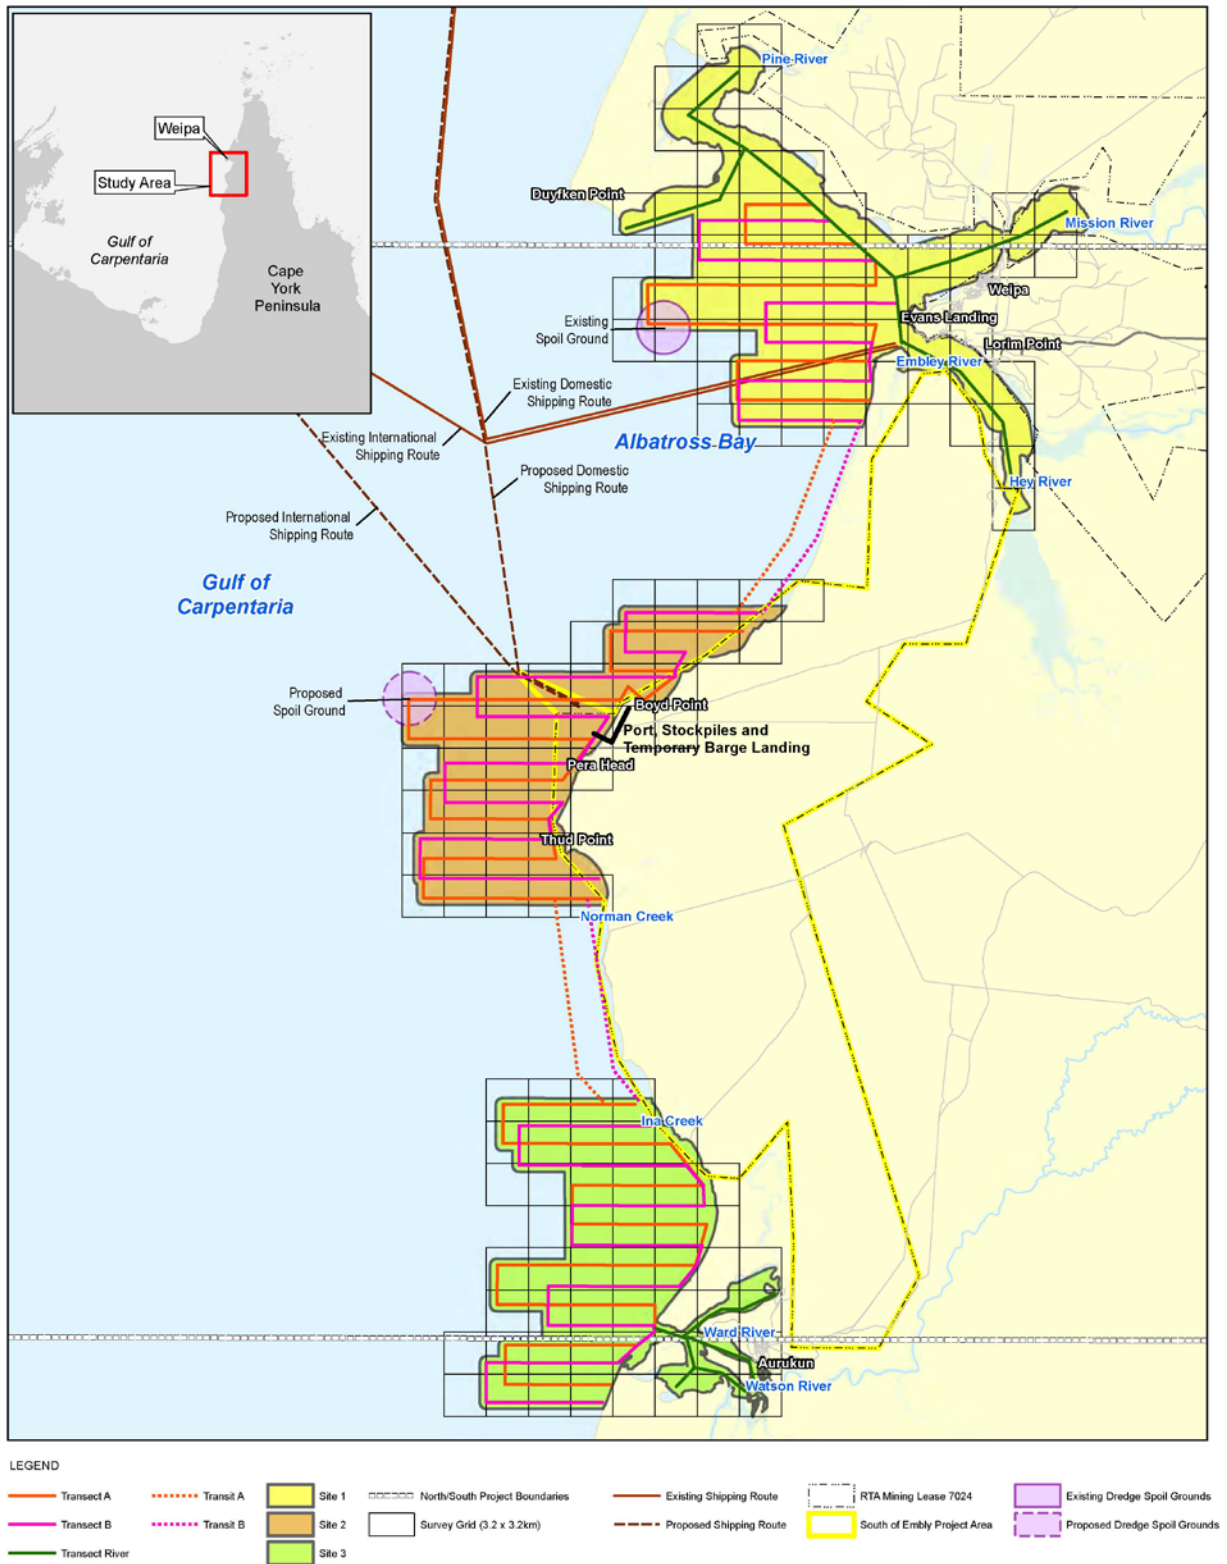 Pine River
Weipa
Study Area
Duyfken Point
Mission River
Gulf of
Carpentaria
Cape
York
Peninsula
Weipa
Existing
Spoil Ground
Evans Landing
Lorim Point
Embley River
Existing Domestic
Shipping Route
Existing International
Shipping Route
Albatross Bay
Proposed Domestic
Shipping Route
Hey River
Proposed International
Shipping Route
Gulf of
Carpentaria
Proposed
Spoil Ground
Boyd Point
Port, Stockpiles and
Temporary Barge Landing
Pera Head
Thud Point
Norman Creek
Ina Creek
Ward River
Aurukun
Watson River
LEGEND
Transect A
Transit A
Site 1
North/South Project Boundaries
Existing Shipping Route
RTA Mining Lease 7024
Existing Dredge Spoil Grounds
Transect B
Transit B
Site 2
Survey Grid (3.2 x 3.2km)
Proposed Shipping Route
South of Embly Project Area
Proposed Dredge Spoil Grounds
Transect River
Site 3